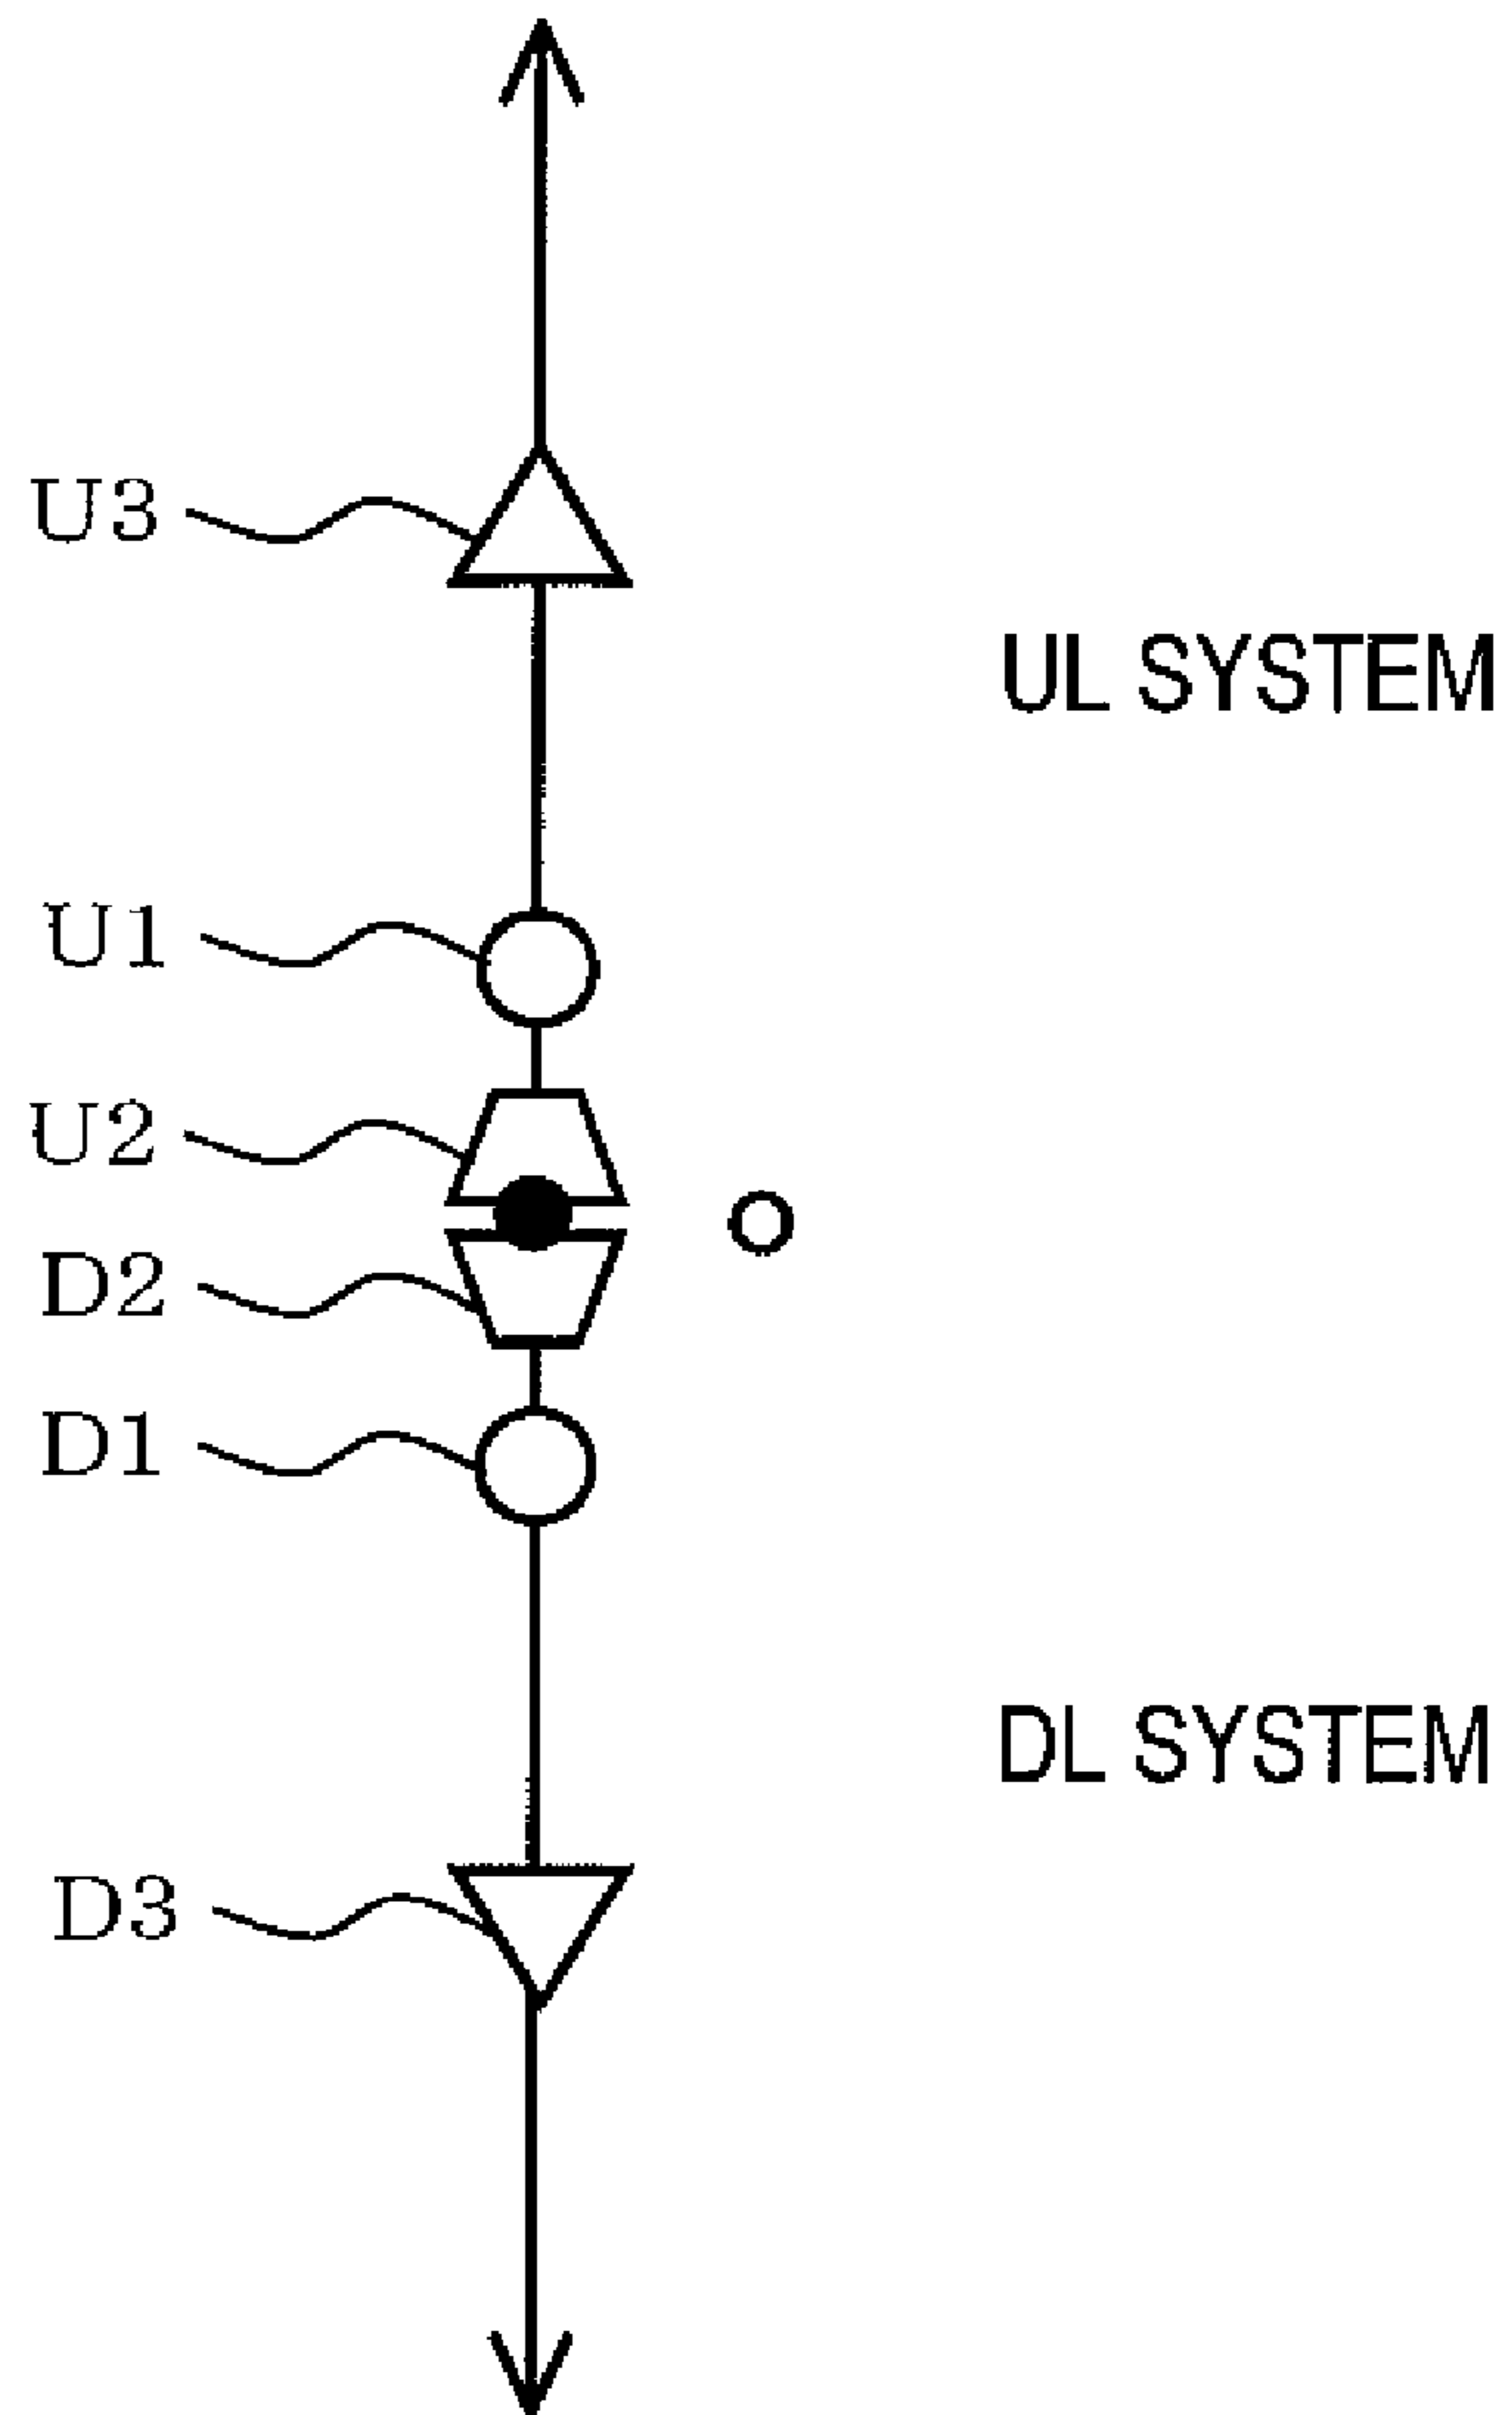 U3
UL SYSTEM
U1
U2
O
D2
D1
DL SYSTEM
D3